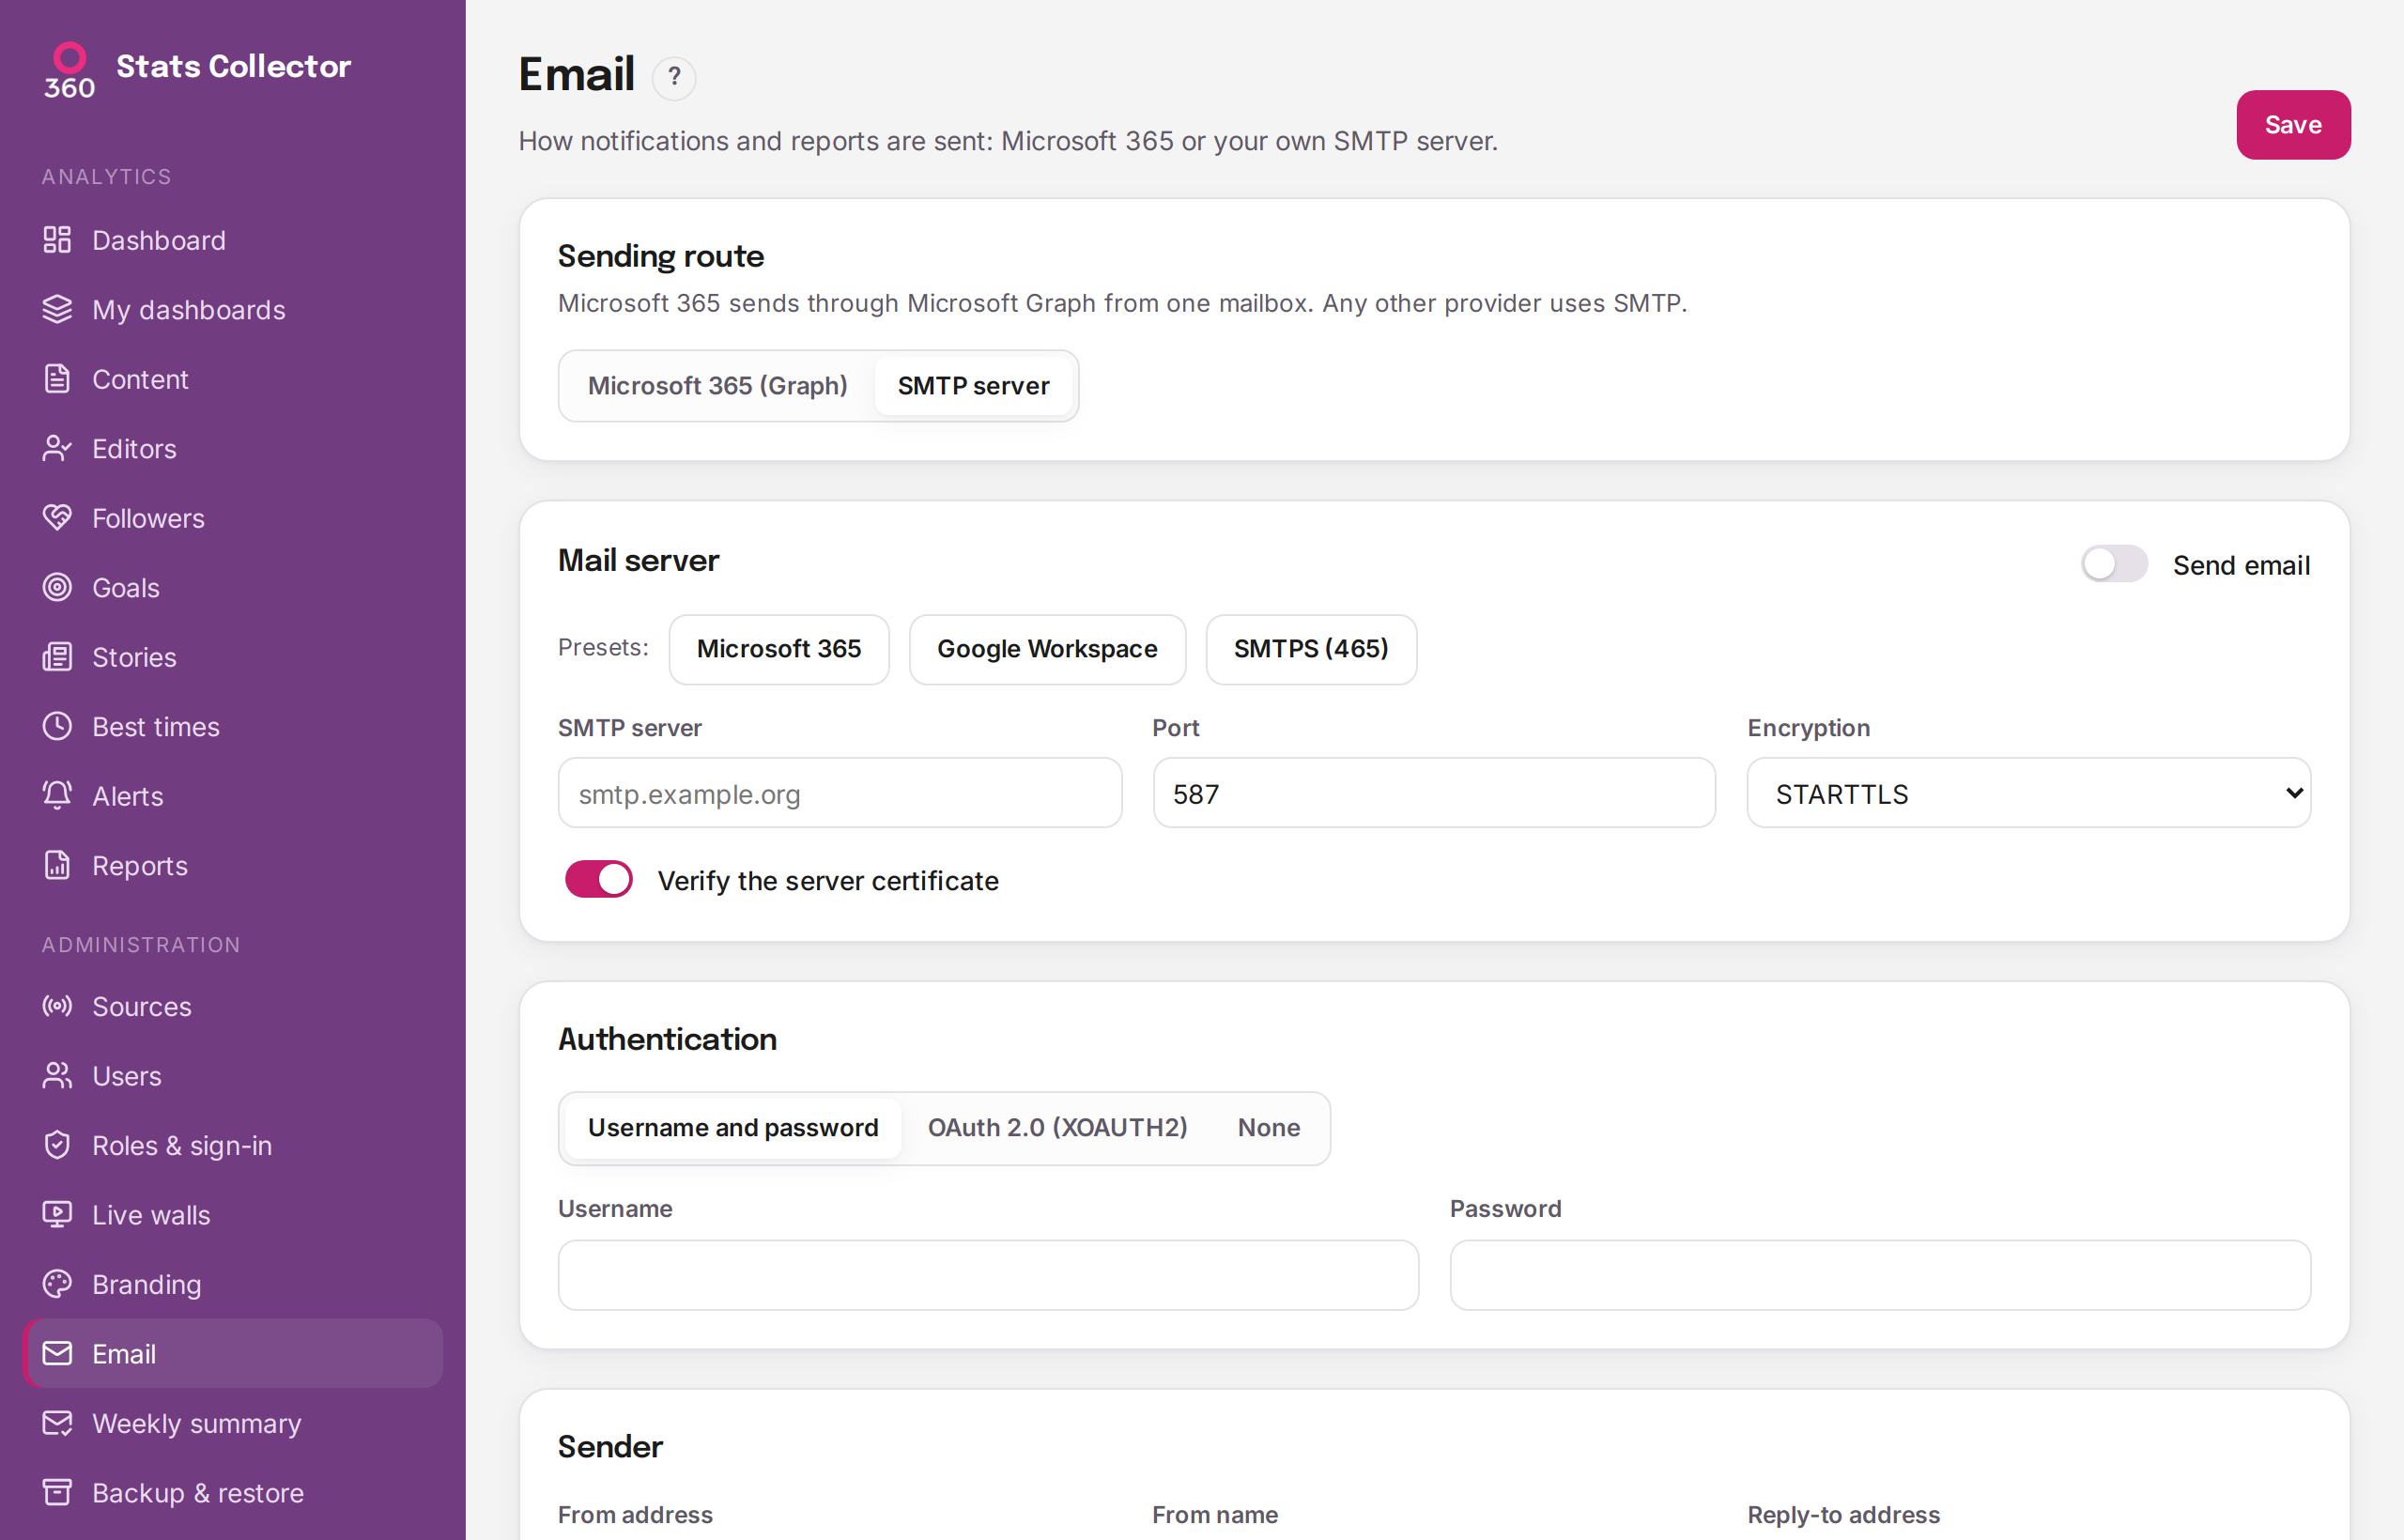 360
Stats Collector
ANALYTICS
Dashboard
My dashboards
Content
Editors
Followers
Goals
Stories
Best times
Alerts
Reports
ADMINISTRATION
Sources
Users
Roles & sign-in
Live walls
Branding
Email
Weekly summary
Backup & restore
Email ?
How notifications and reports are sent: Microsoft 365 or your own SMTP server.
Save
Sending route
Microsoft 365 sends through Microsoft Graph from one mailbox. Any other provider uses SMTP.
Microsoft 365 (Graph) SMTP server
Mail server
Send email
Presets: Microsoft 365 Google Workspace SMTPS (465)
SMTP server Port Encryption
smtp.example.org 587 STARTTLS
Verify the server certificate
Authentication
Username and password OAuth 2.0 (XOAUTH2) None
Username Password
Sender
From address From name Reply-to address